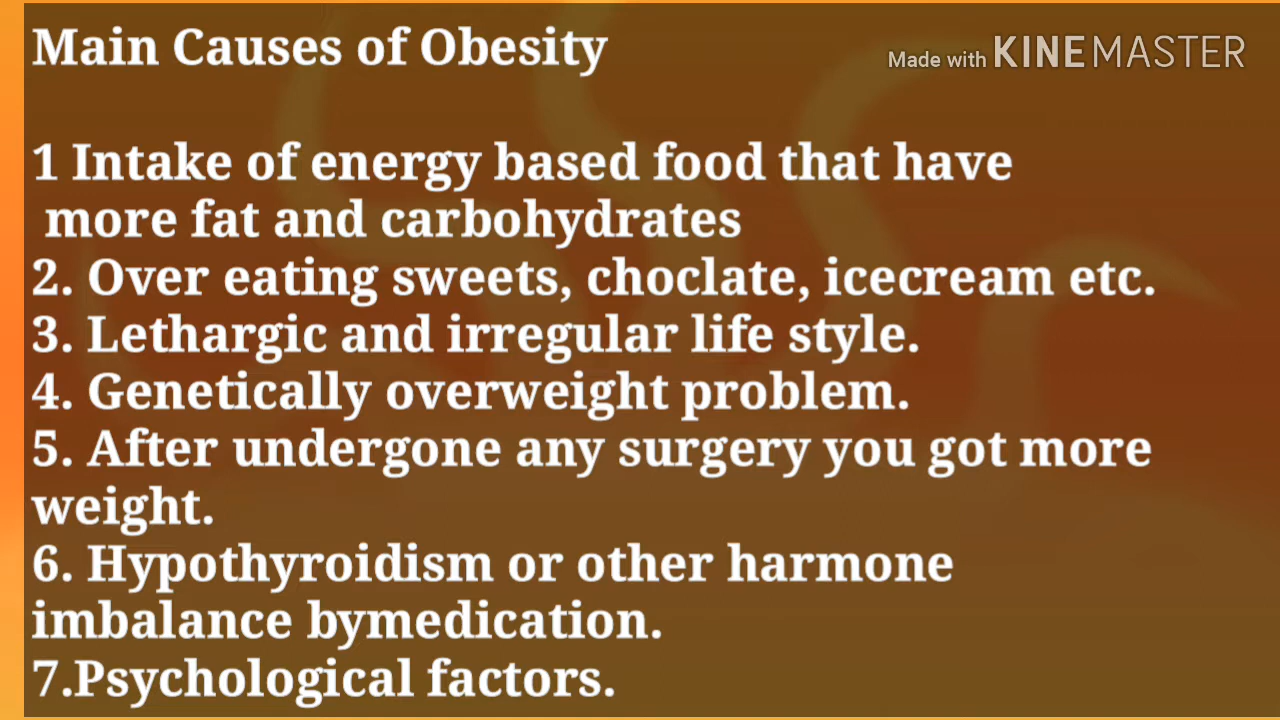 Main Causes of Obesity
Made with KINEMASTER
1 Intake of energy based food that have
more fat and carbohydrates
2. Over eating sweets, choclate, icecream etc.
3. Lethargic and irregular life style.
4. Genetically overweight problem.
5. After undergone any surgery you got more
weight.
6. Hypothyroidism or other harmone
imbalance bymedication.
7.Psychological factors.